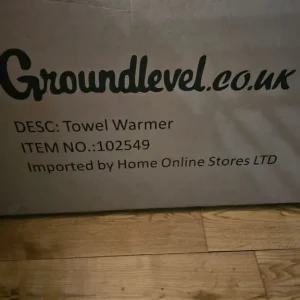 Groundlevel.co.uk
DESC: Towel Warmer
ITEM NO.:102549
Imported by Home Online Stores LTD